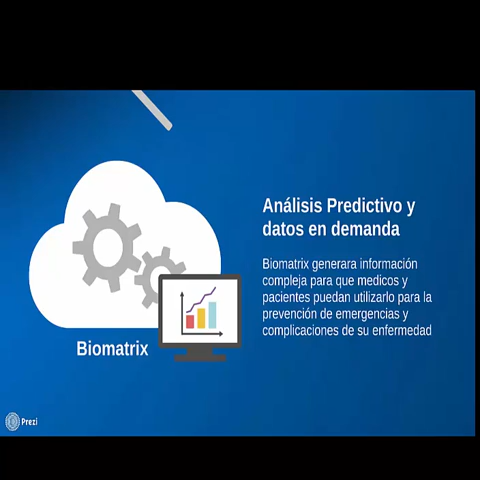 Análisis Predictivo y
datos en demanda
Biomatrix generara información
compleja para que medicos y
pacientes puedan utilizarlo para la
prevención de emergencias y
complicaciones de su enfermedad
Biomatrix
Prezi